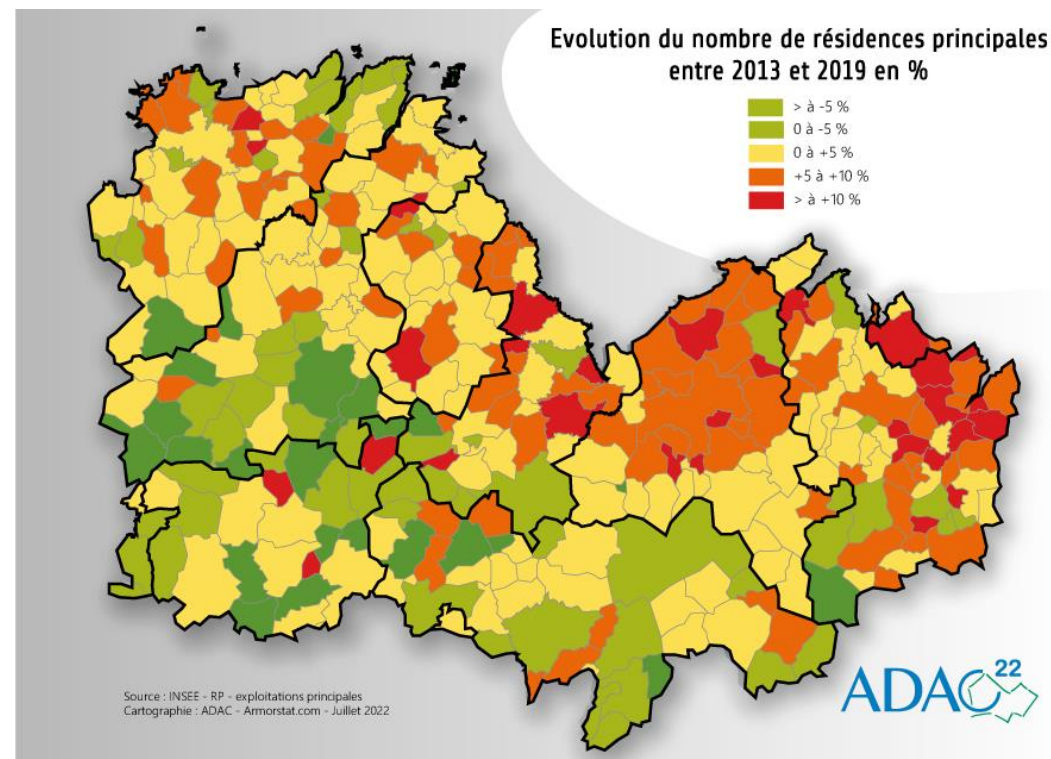 Evolution du nombre de résidences principales
entre 2013 et 2019 en %
> à -5 %
0 à -5 %
0 à +5 %
+5 à +10 %
> à +10 %
Source : INSEE - RP - exploitations principales
Cartographie : ADAC - Armorstat.com - Juillet 2022
ADAC 22